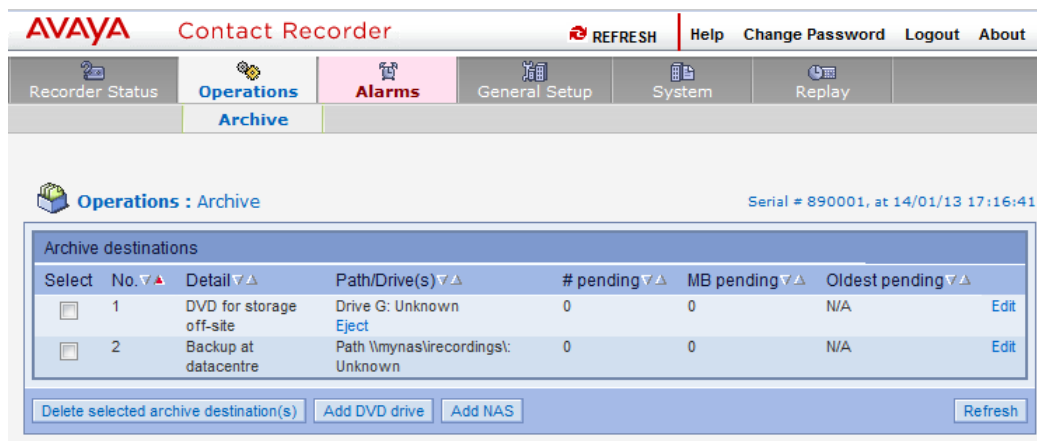 AVAYA Contact Recorder REFRESH Help Change Password Logout About
Recorder Status Operations Alarms General Setup System Replay
Archive
Operations : Archive Serial # 890001, at 14/01/13 17:16:41
Archive destinations
Select No. Detail Path/Drive(s) # pending MB pending Oldest pending
1 DVD for storage Drive G: Unknown 0 0 N/A Edit
off-site Eject
2 Backup at Path \\mynas\irecordings\: 0 0 N/A Edit
datacentre Unknown
Delete selected archive destination(s) Add DVD drive Add NAS Refresh